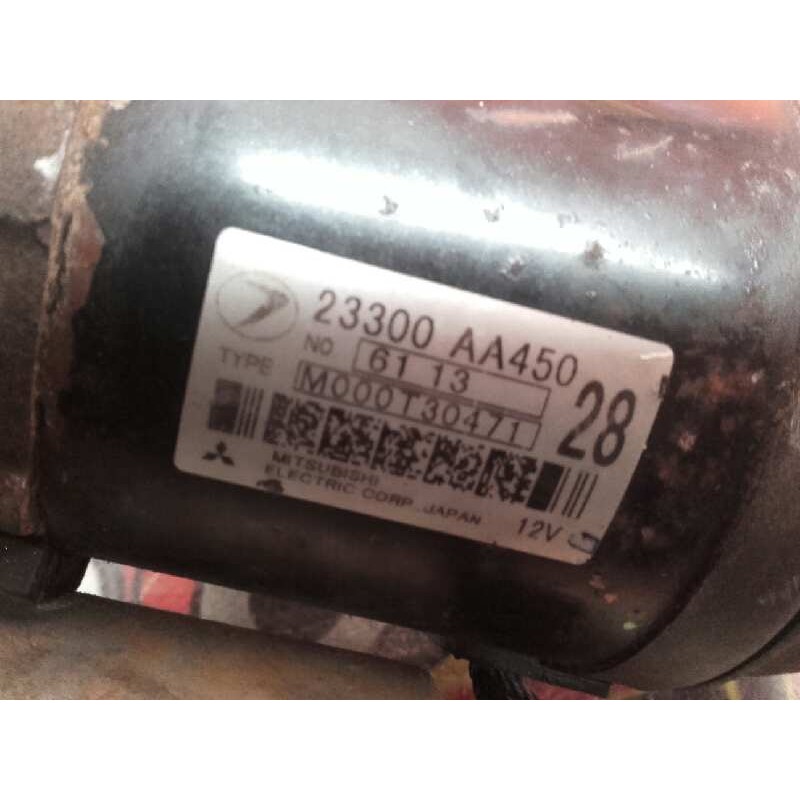 23300 AA450
NO 61 13
TYPE M000T30471
28
MITSUBISHI
ELECTRIC CORP. JAPAN
12V